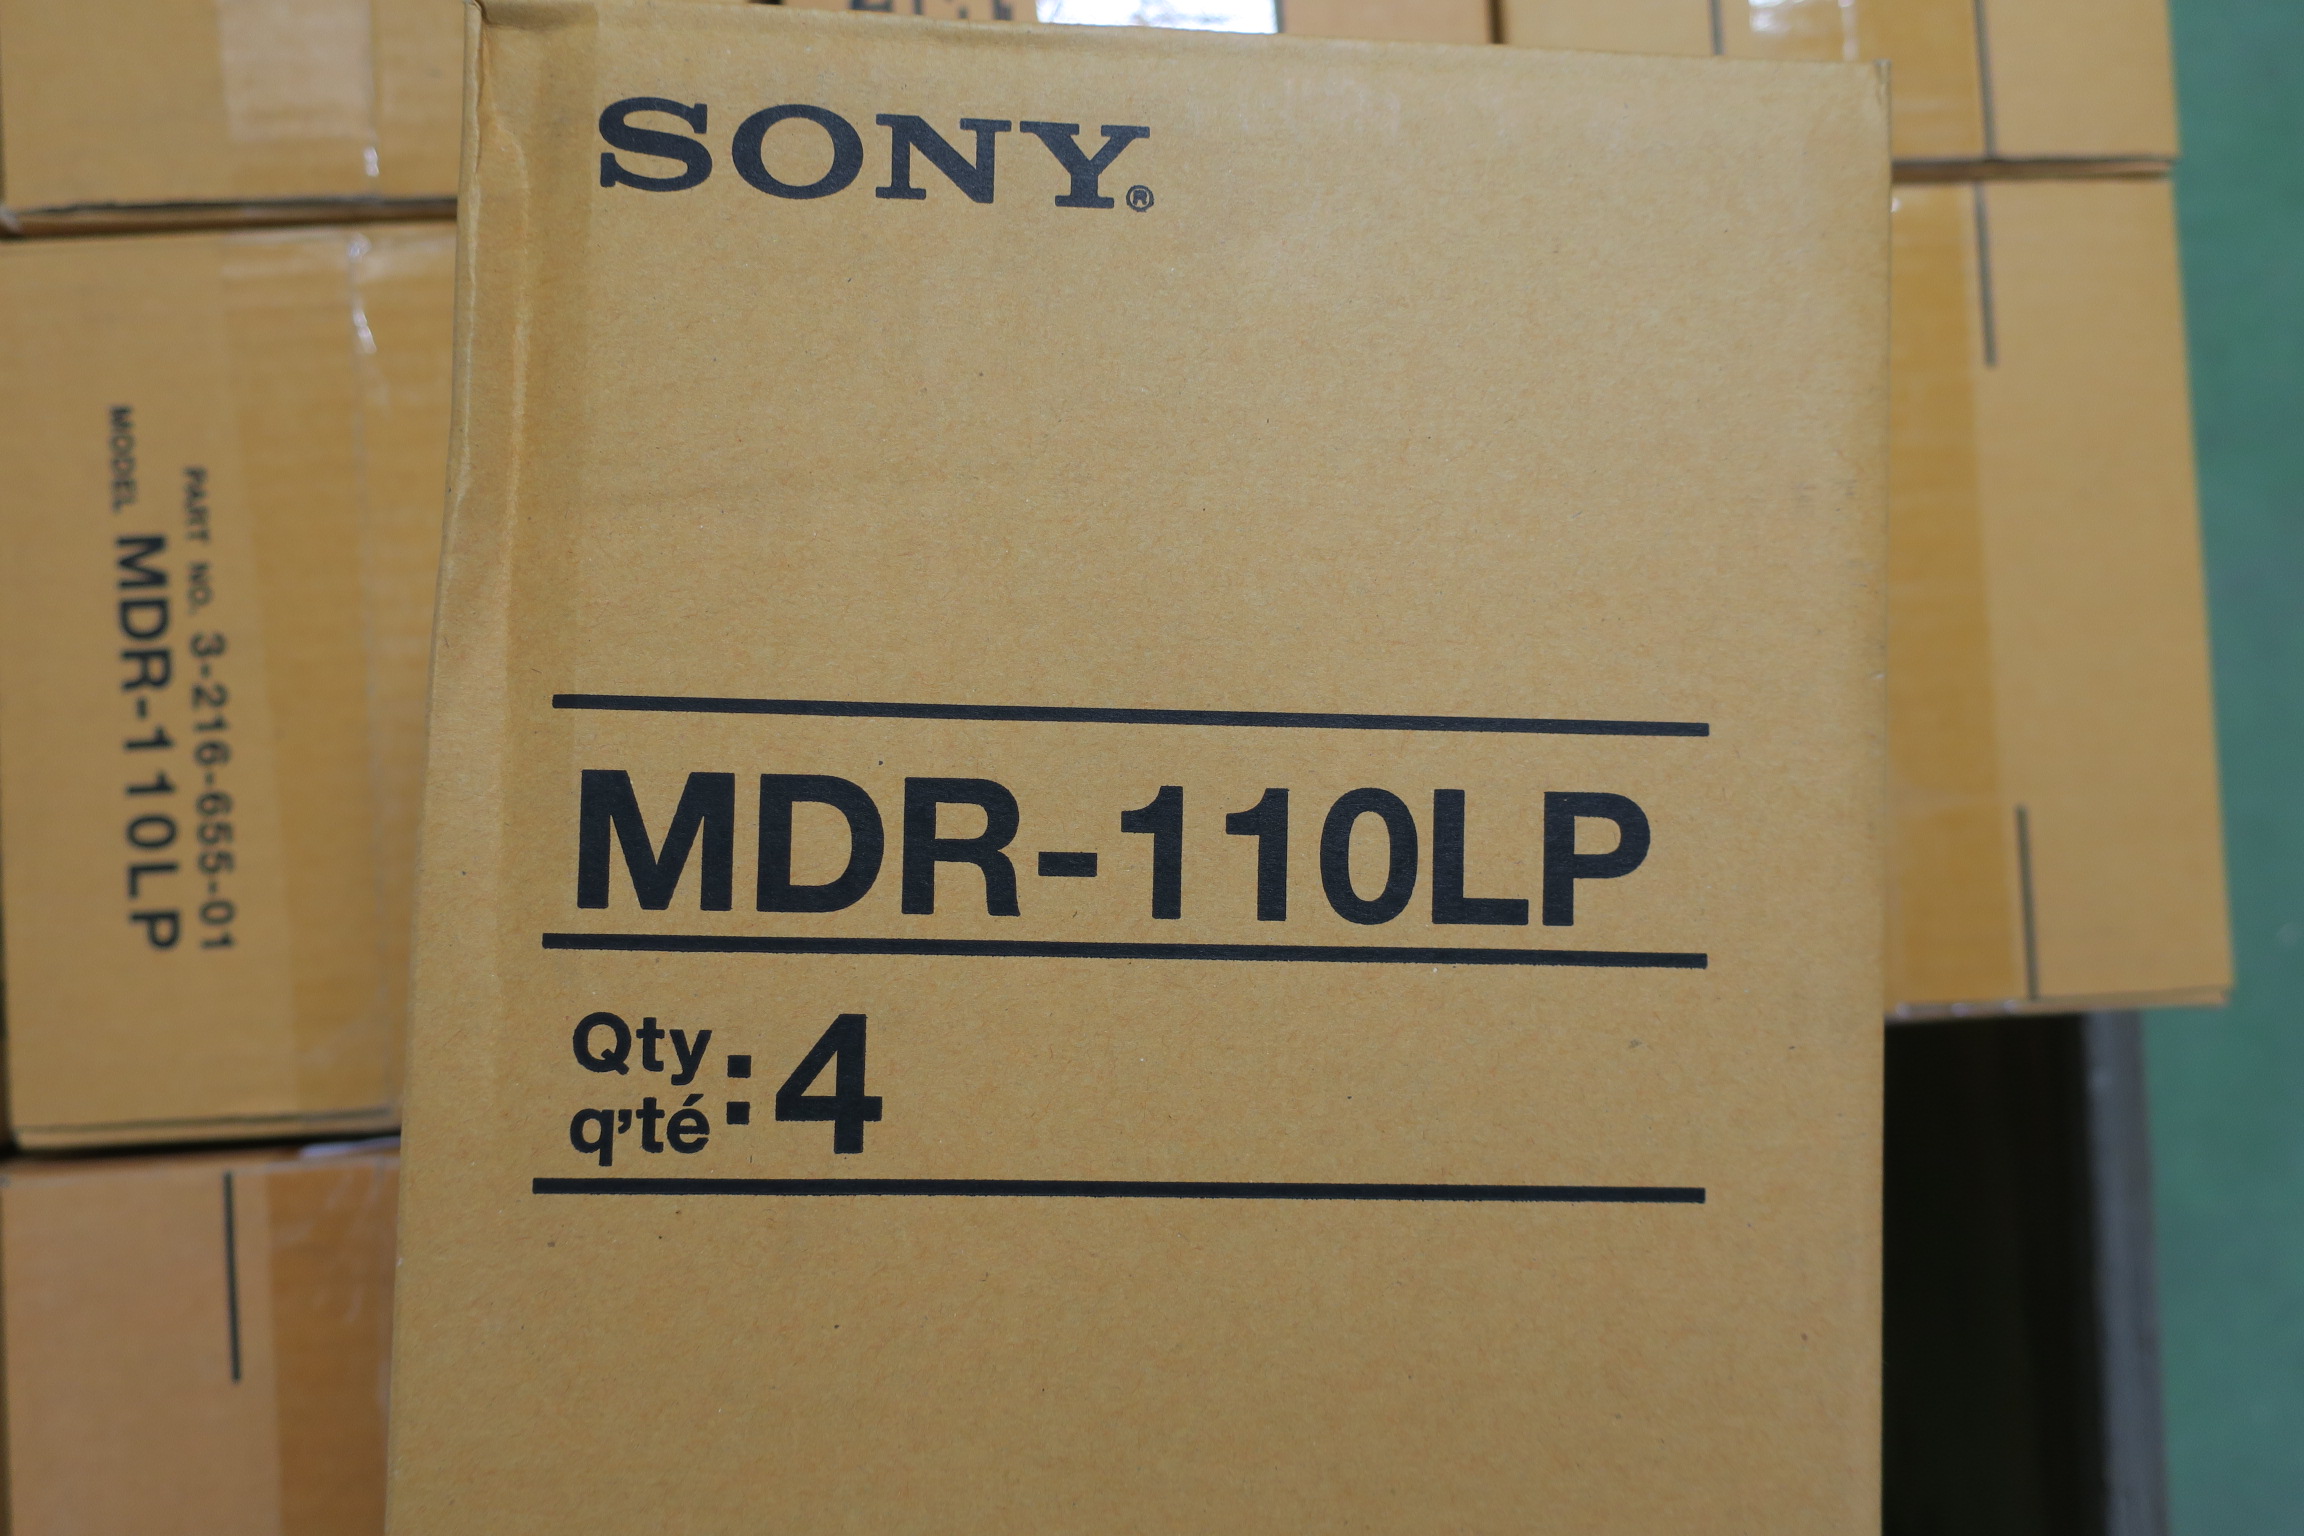 SONY®
MDR-110LP
Qty
q'té : 4
MODEL MDR-110LP
PART NO. 3-216-655-01